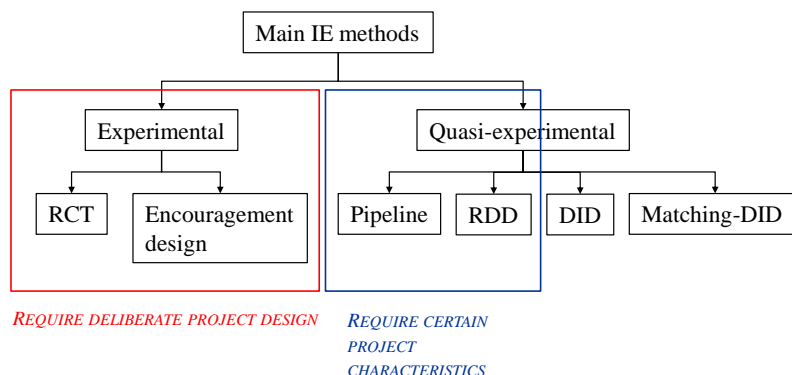 Main IE methods
Experimental
Quasi-experimental
RCT
Encouragement
design
Pipeline
RDD
DID
Matching-DID
REQUIRE DELIBERATE PROJECT DESIGN
REQUIRE CERTAIN
PROJECT
CHARACTERISTICS